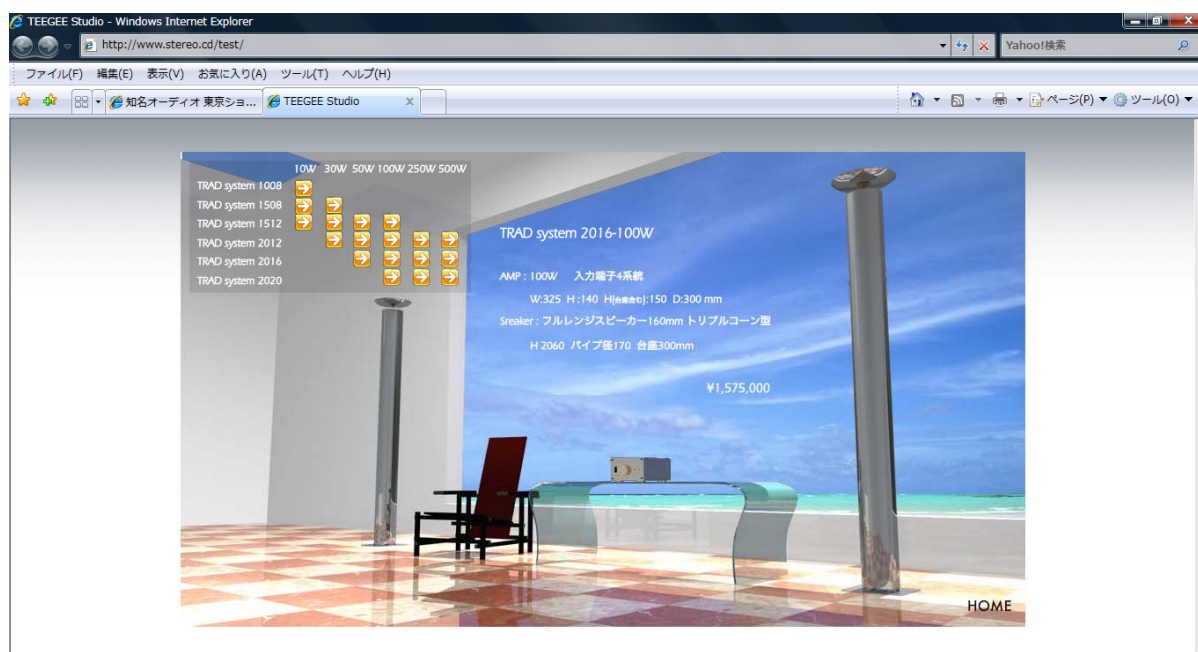 TEEGEE Studio - Windows Internet Explorer
http://www.stereo.cd/test/
Yahoo!検索
ファイル(F) 編集(E) 表示(V) お気に入り(A) ツール(T) ヘルプ(H)
知名オーディオ 東京ショ... TEEGEE Studio ページ(P) ツール(O)
10W 30W 50W 100W 250W 500W
TRAD system 1008
TRAD system 1508
TRAD system 1512
TRAD system 2012
TRAD system 2016
TRAD system 2020
TRAD system 2016-100W
AMP : 100W 入力端子4系統
W:325 H :140 H(台座含む):150 D:300 mm
Sreaker : フルレンジスピーカー160mm トリプルコーン型
H 2060 パイプ径170 台座300mm
¥1,575,000
HOME